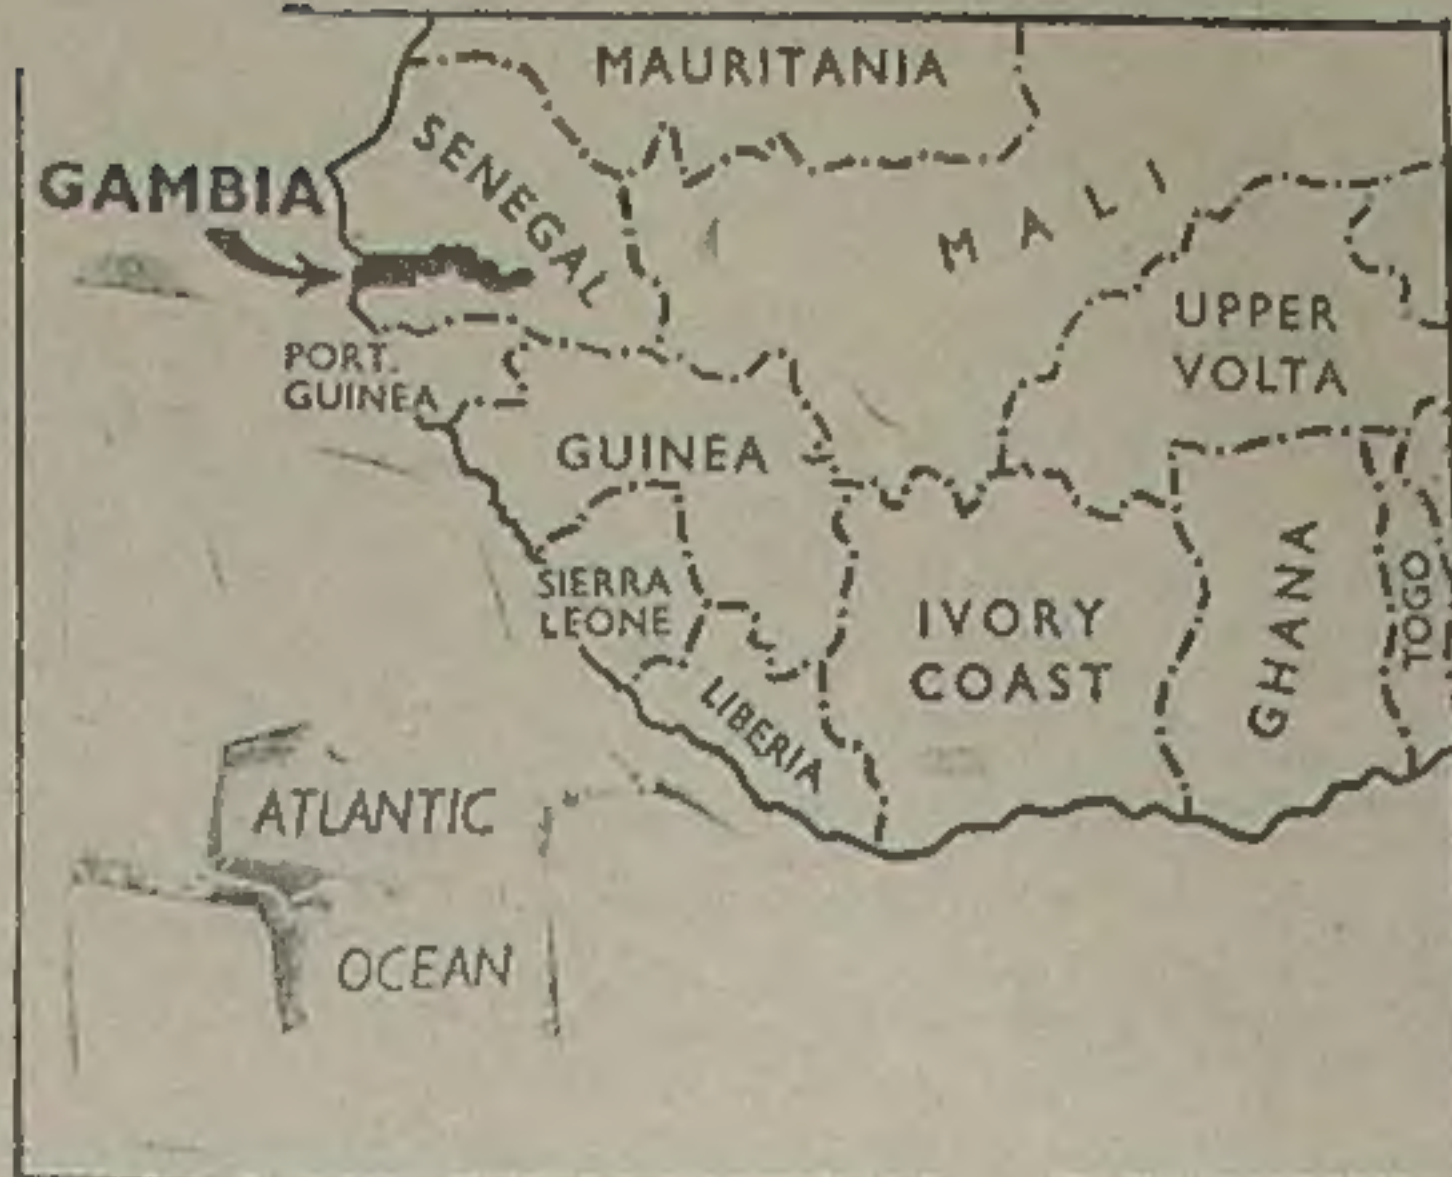 MAURITANIA
SENEGAL
GAMBIA
MALI
UPPER
VOLTA
PORT.
GUINEA
GUINEA
SIERRA
LEONE
IVORY
COAST
GHANA
TOGO
LIBERIA
ATLANTIC
OCEAN